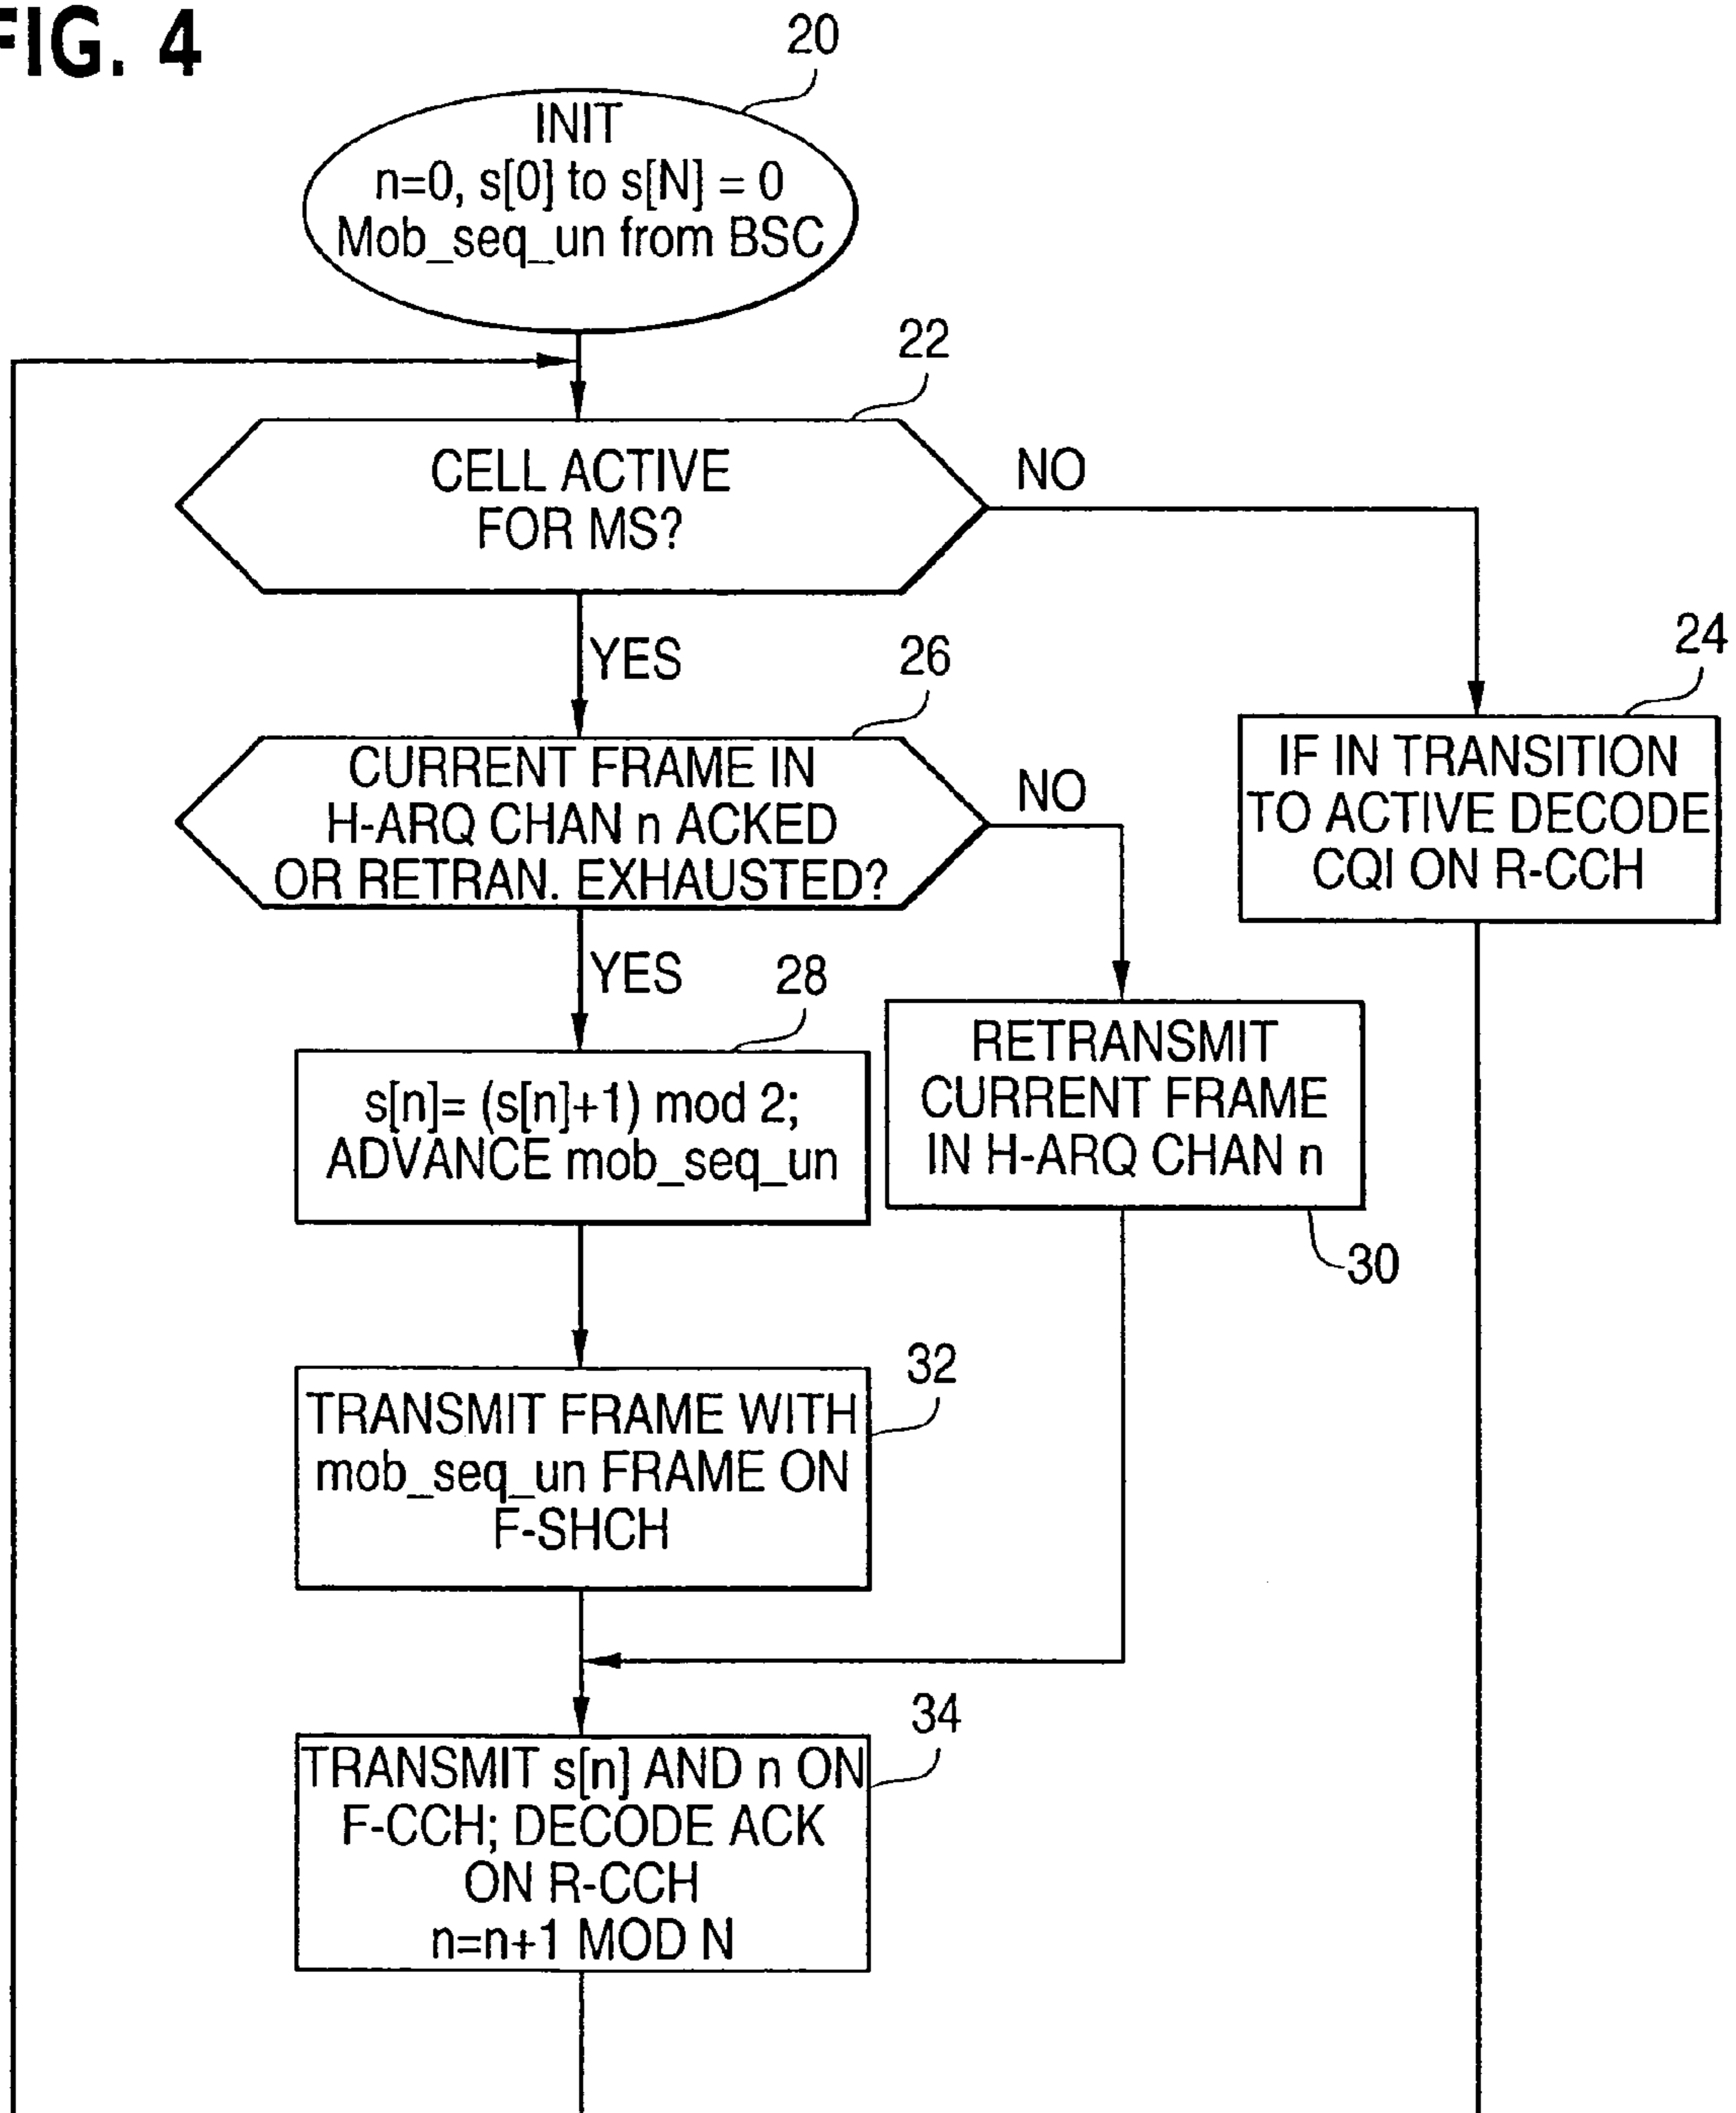 FIG. 4
20
INIT
n=0, s[0] to s[N] = 0
Mob_seq_un from BSC
22
CELL ACTIVE
FOR MS?
NO
YES
26
24
CURRENT FRAME IN
H-ARQ CHAN n ACKED
OR RETRAN. EXHAUSTED?
NO
IF IN TRANSITION
TO ACTIVE DECODE
CQI ON R-CCH
YES
28
s[n]= (s[n]+1) mod 2;
ADVANCE mob_seq_un
RETRANSMIT
CURRENT FRAME
IN H-ARQ CHAN n
30
32
TRANSMIT FRAME WITH
mob_seq_un FRAME ON
F-SHCH
34
TRANSMIT s[n] AND n ON
F-CCH; DECODE ACK
ON R-CCH
n=n+1 MOD N